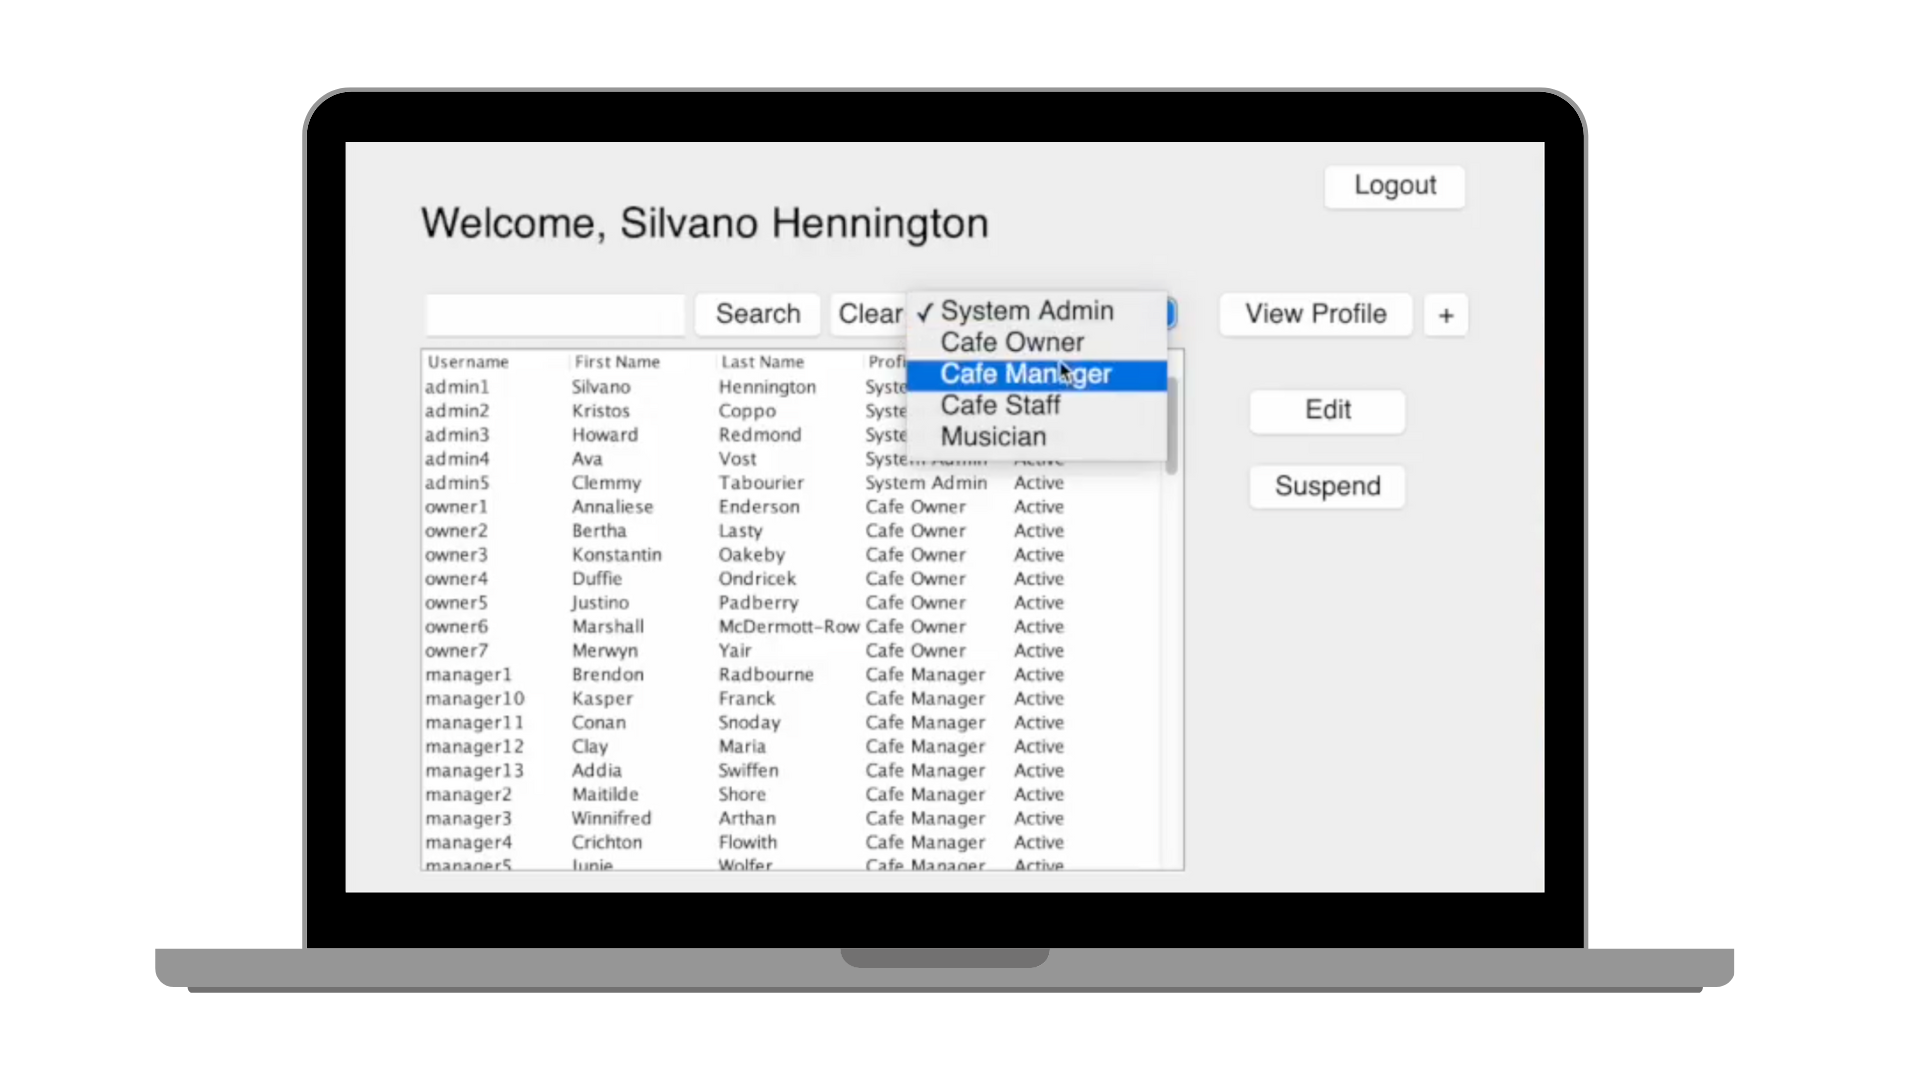 Logout
Welcome, Silvano Hennington
Search Clear ✓ System Admin View Profile +
Cafe Owner
Cafe Manager
Cafe Staff
Musician
Edit
Suspend
Username First Name Last Name Profi
admin1 Silvano Hennington Syste
admin2 Kristos Coppo Syste
admin3 Howard Redmond Syste
admin4 Ava Vost System Admin Active
admin5 Clemmy Tabourier System Admin Active
owner1 Annaliese Enderson Cafe Owner Active
owner2 Bertha Lasty Cafe Owner Active
owner3 Konstantin Oakeby Cafe Owner Active
owner4 Duffie Ondricek Cafe Owner Active
owner5 Justino Padberry Cafe Owner Active
owner6 Marshall McDermott-Row Cafe Owner Active
owner7 Merwyn Yair Cafe Owner Active
manager1 Brendon Radbourne Cafe Manager Active
manager10 Kasper Franck Cafe Manager Active
manager11 Conan Snoday Cafe Manager Active
manager12 Clay Maria Cafe Manager Active
manager13 Addia Swiffen Cafe Manager Active
manager2 Maitilde Shore Cafe Manager Active
manager3 Winnifred Arthan Cafe Manager Active
manager4 Crichton Flowith Cafe Manager Active
manager5 Junie Wolfer Cafe Manager Active